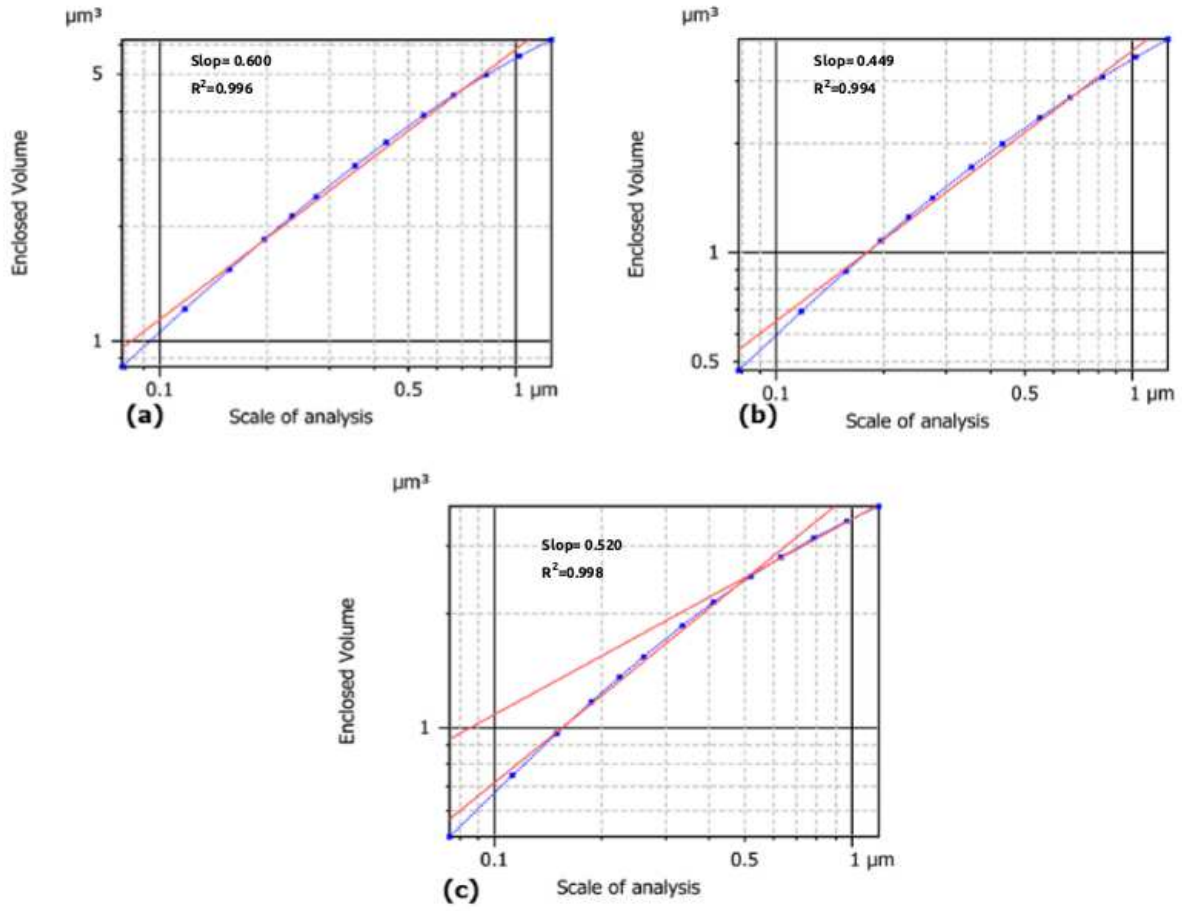 µm³
Slop= 0.600
R²=0.996
5
1
Enclosed Volume
0.1
0.5
1 µm
(a)
Scale of analysis
µm³
Slop= 0.449
R²=0.994
1
0.5
Enclosed Volume
0.1
0.5
1 µm
(b)
Scale of analysis
µm³
Slop= 0.520
R²=0.998
1
Enclosed Volume
0.1
0.5
1 µm
(c)
Scale of analysis